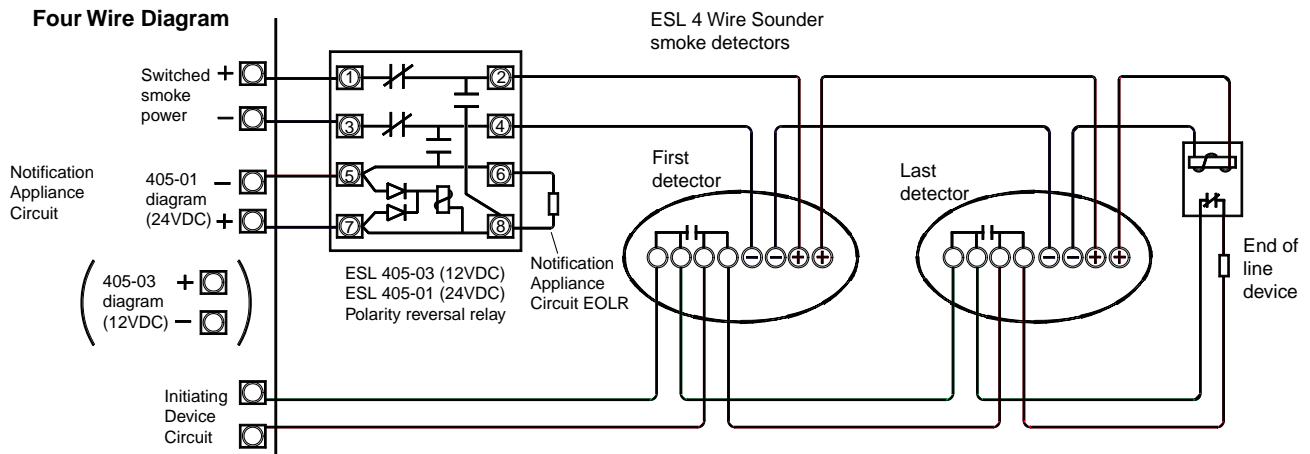 Four Wire Diagram
ESL 4 Wire Sounder
smoke detectors
Switched
smoke
power
+
−
1
2
3
4
5
6
7
8
Notification
Appliance
Circuit
405-01
diagram
(24VDC)
−
+
First
detector
Last
detector
− − + +
− − + +
ESL 405-03 (12VDC)
ESL 405-01 (24VDC)
Polarity reversal relay
Notification
Appliance
Circuit EOLR
End of
line
device
405-03
diagram
(12VDC)
+
−
Initiating
Device
Circuit